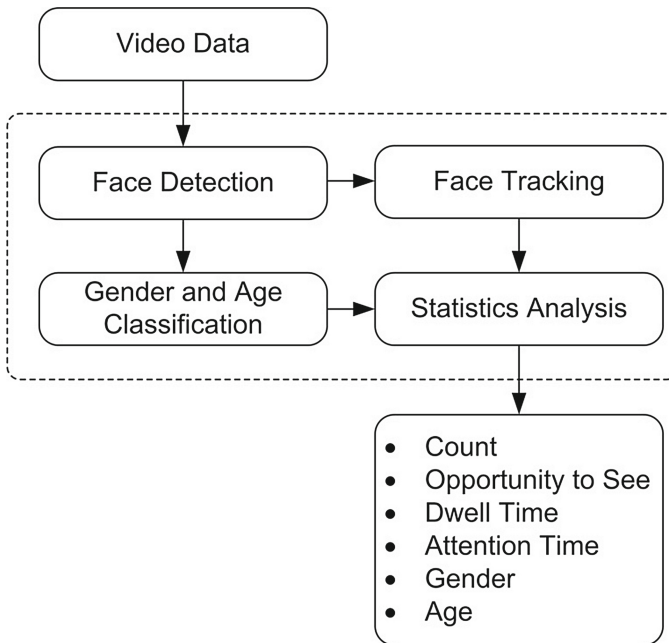 Video Data
Face Detection
Face Tracking
Gender and Age
Classification
Statistics Analysis
• Count
• Opportunity to See
• Dwell Time
• Attention Time
• Gender
• Age